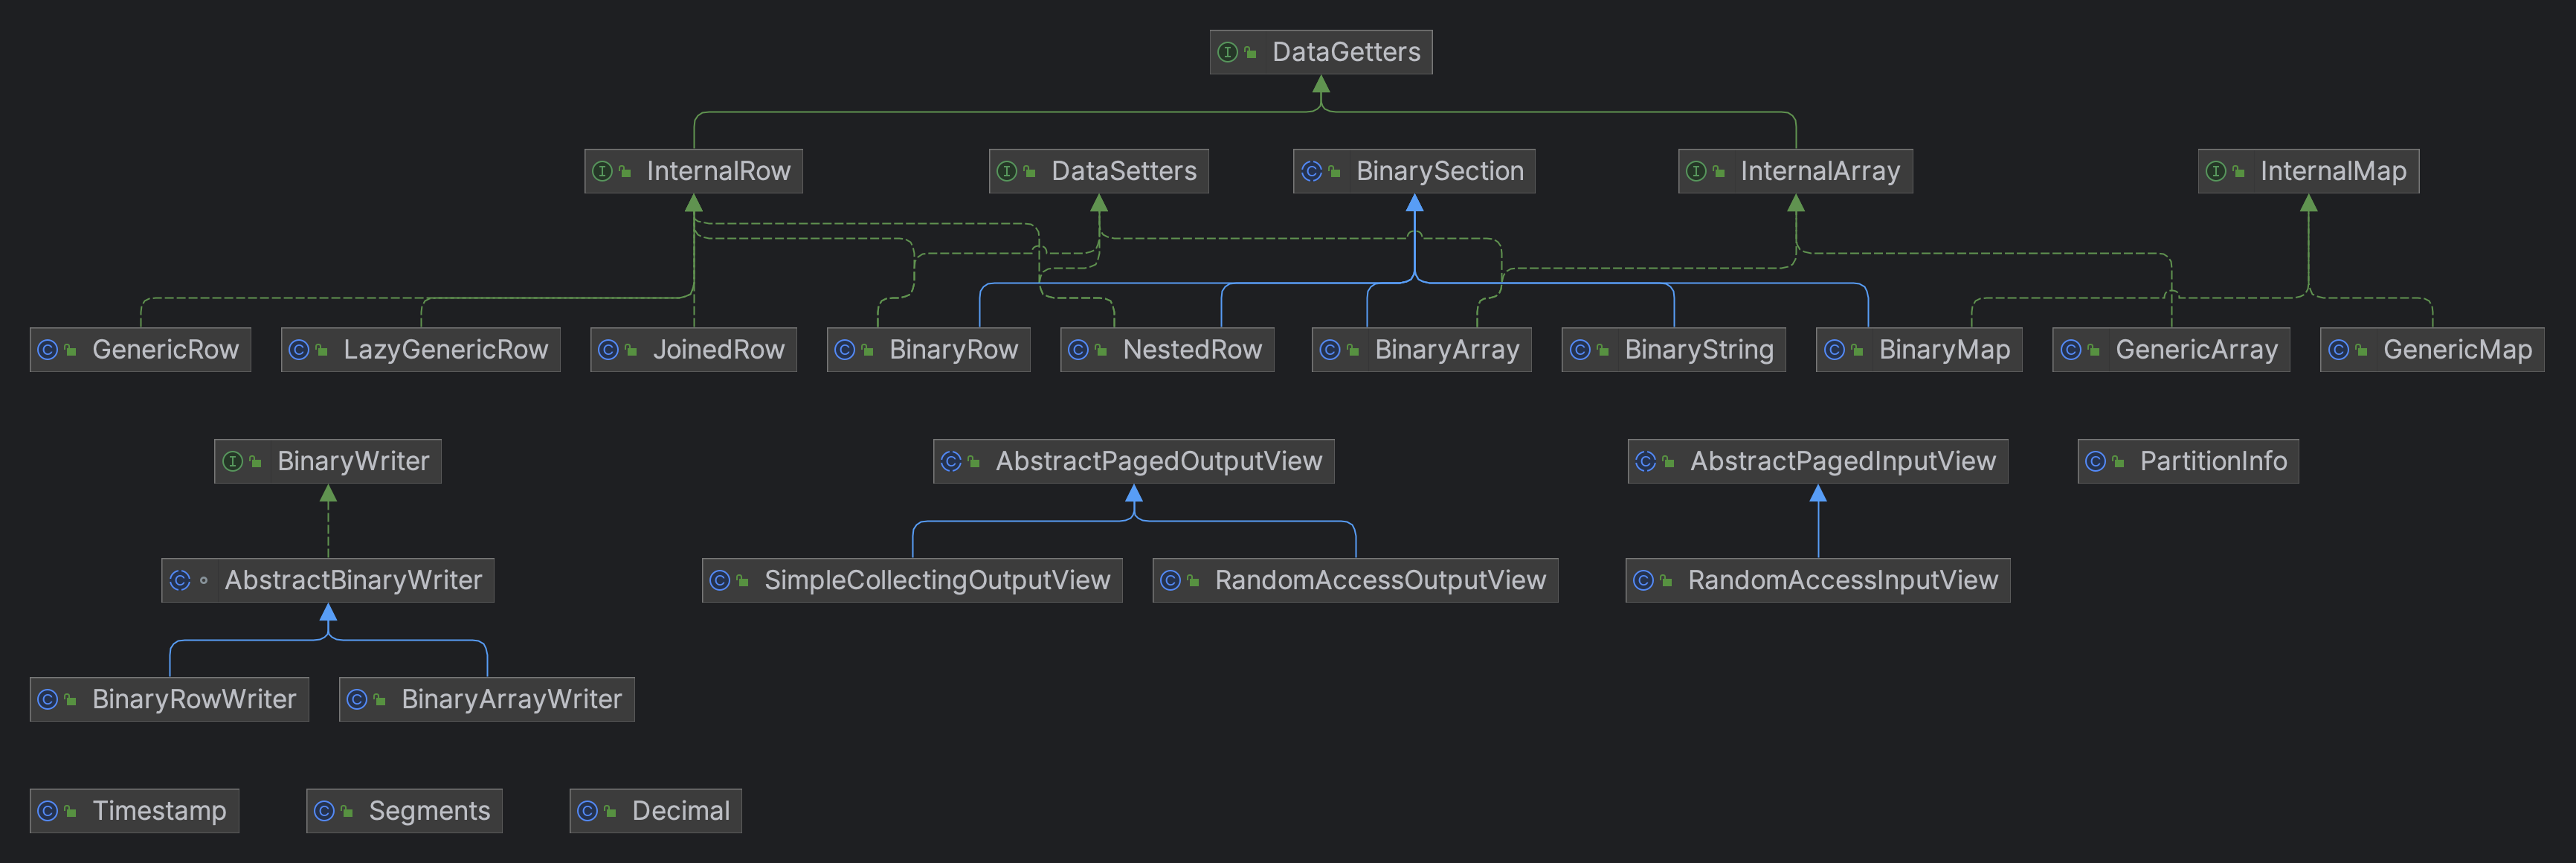 DataGetters
InternalRow
DataSetters
BinarySection
InternalArray
InternalMap
GenericRow
LazyGenericRow
JoinedRow
BinaryRow
NestedRow
BinaryArray
BinaryString
BinaryMap
GenericArray
GenericMap
BinaryWriter
AbstractPagedOutputView
AbstractPagedInputView
PartitionInfo
AbstractBinaryWriter
SimpleCollectingOutputView
RandomAccessOutputView
RandomAccessInputView
BinaryRowWriter
BinaryArrayWriter
Timestamp
Segments
Decimal